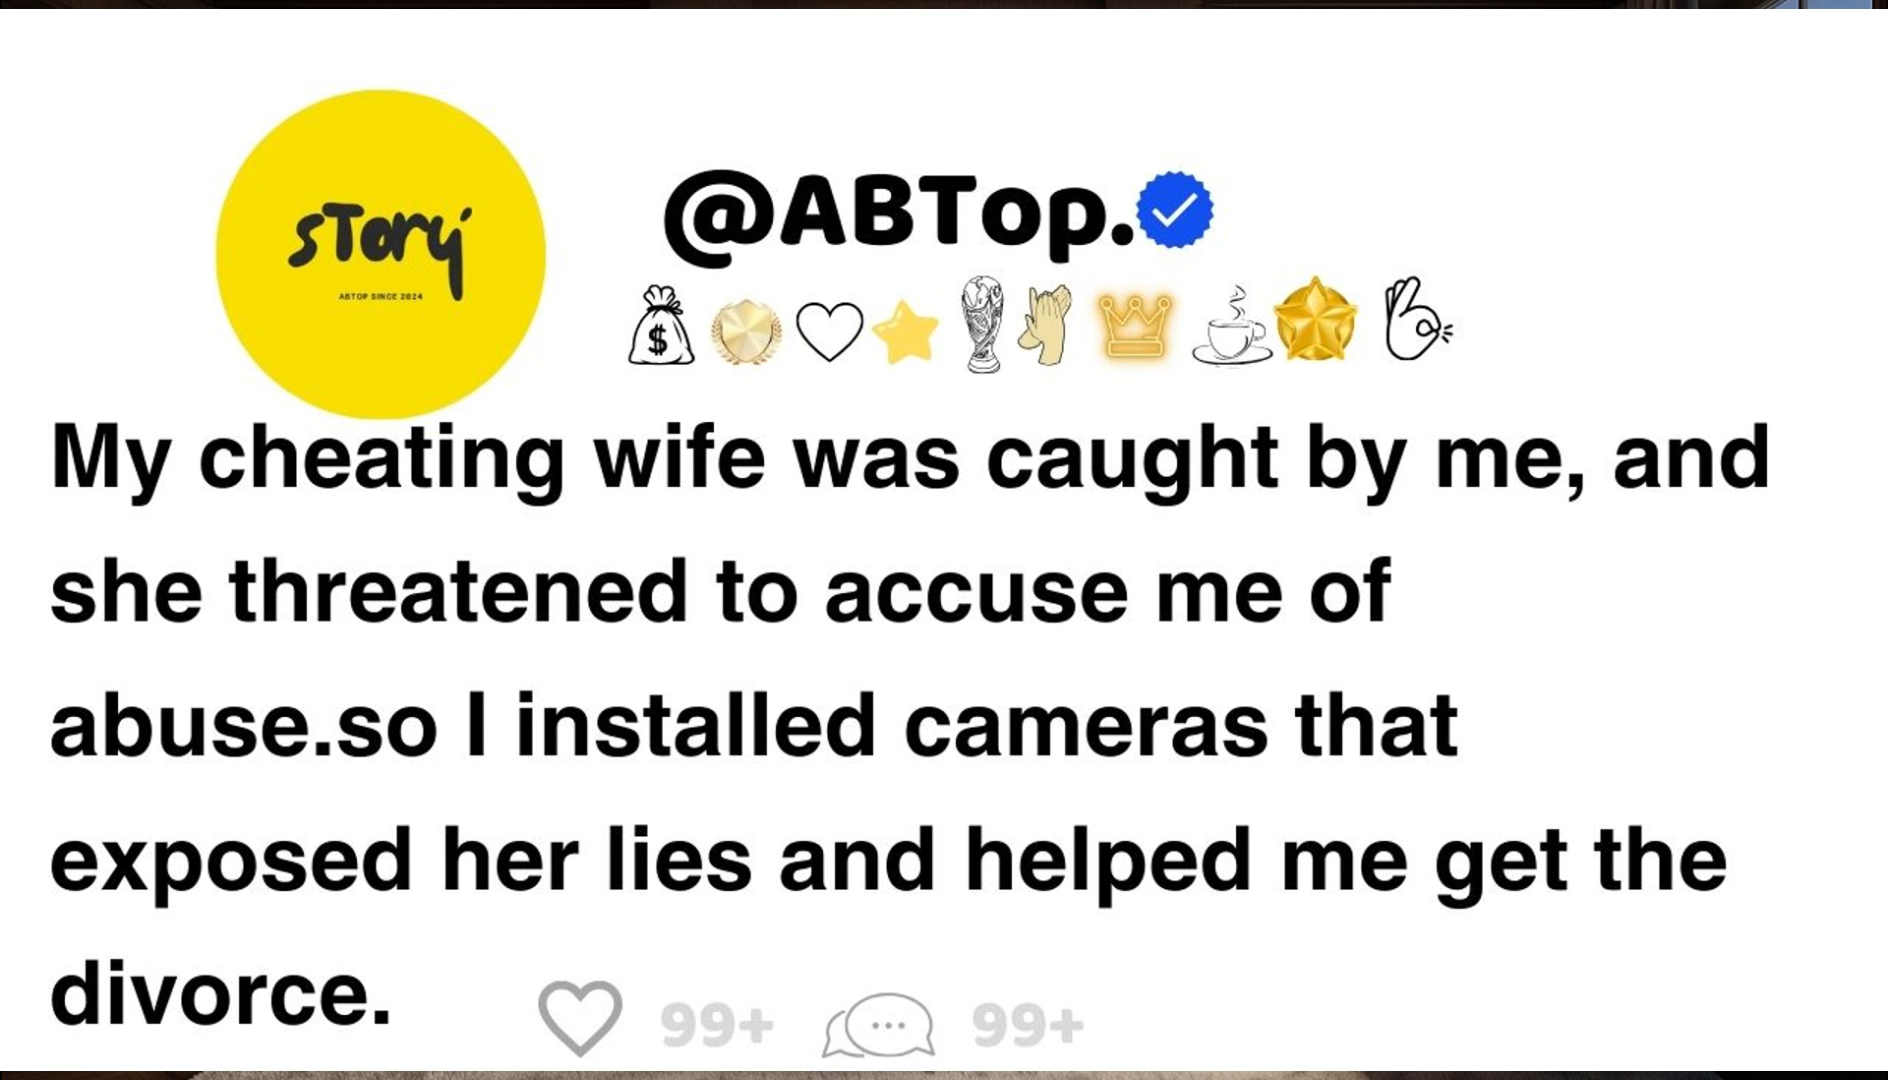 sTory
ABTOP SINCE 2024
@ABTop.
$
My cheating wife was caught by me, and
she threatened to accuse me of
abuse.so I installed cameras that
exposed her lies and helped me get the
divorce.
99+ 99+